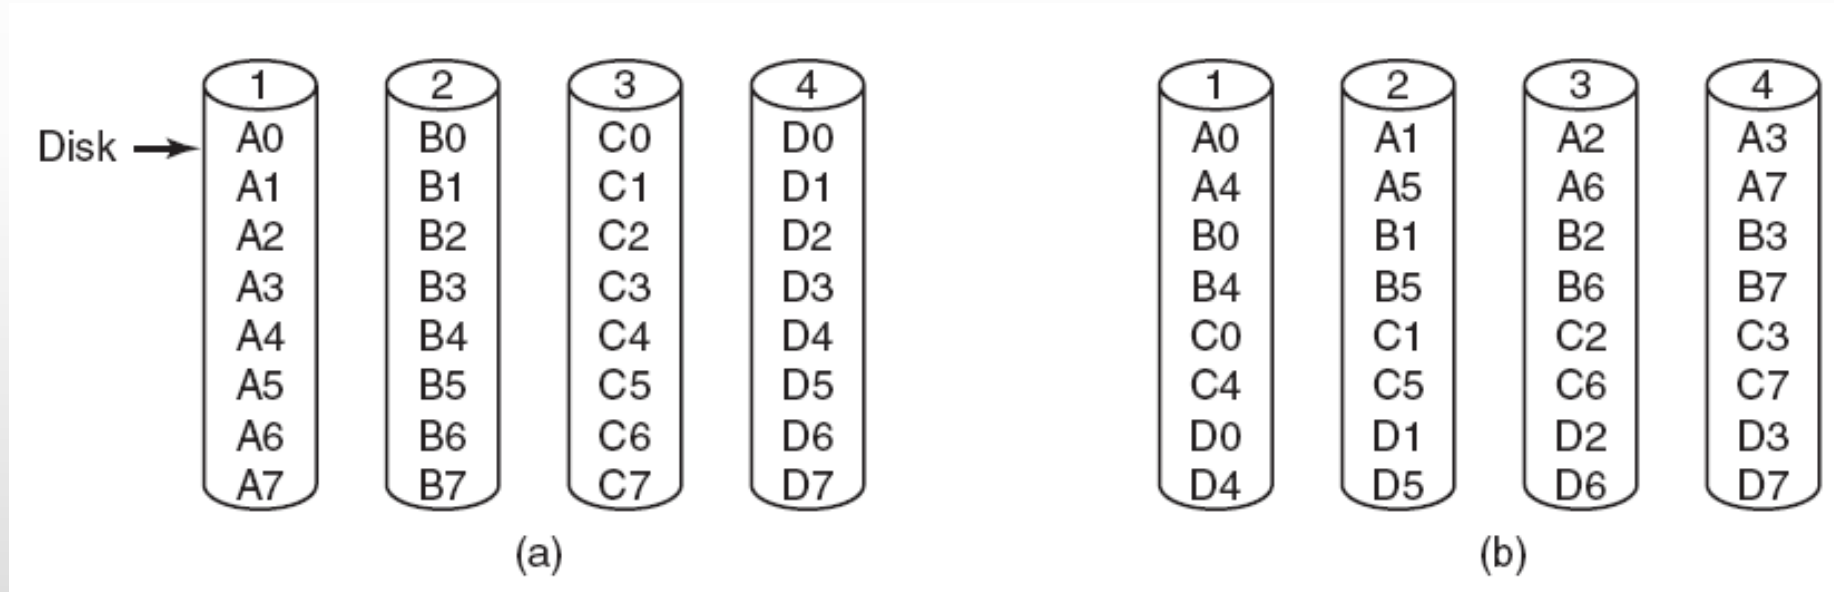 1 2 3 4 1 2 3 4
Disk A0 B0 C0 D0 A0 A1 A2 A3
A1 B1 C1 D1 A4 A5 A6 A7
A2 B2 C2 D2 B0 B1 B2 B3
A3 B3 C3 D3 B4 B5 B6 B7
A4 B4 C4 D4 C0 C1 C2 C3
A5 B5 C5 D5 C4 C5 C6 C7
A6 B6 C6 D6 D0 D1 D2 D3
A7 B7 C7 D7 D4 D5 D6 D7
(a) (b)